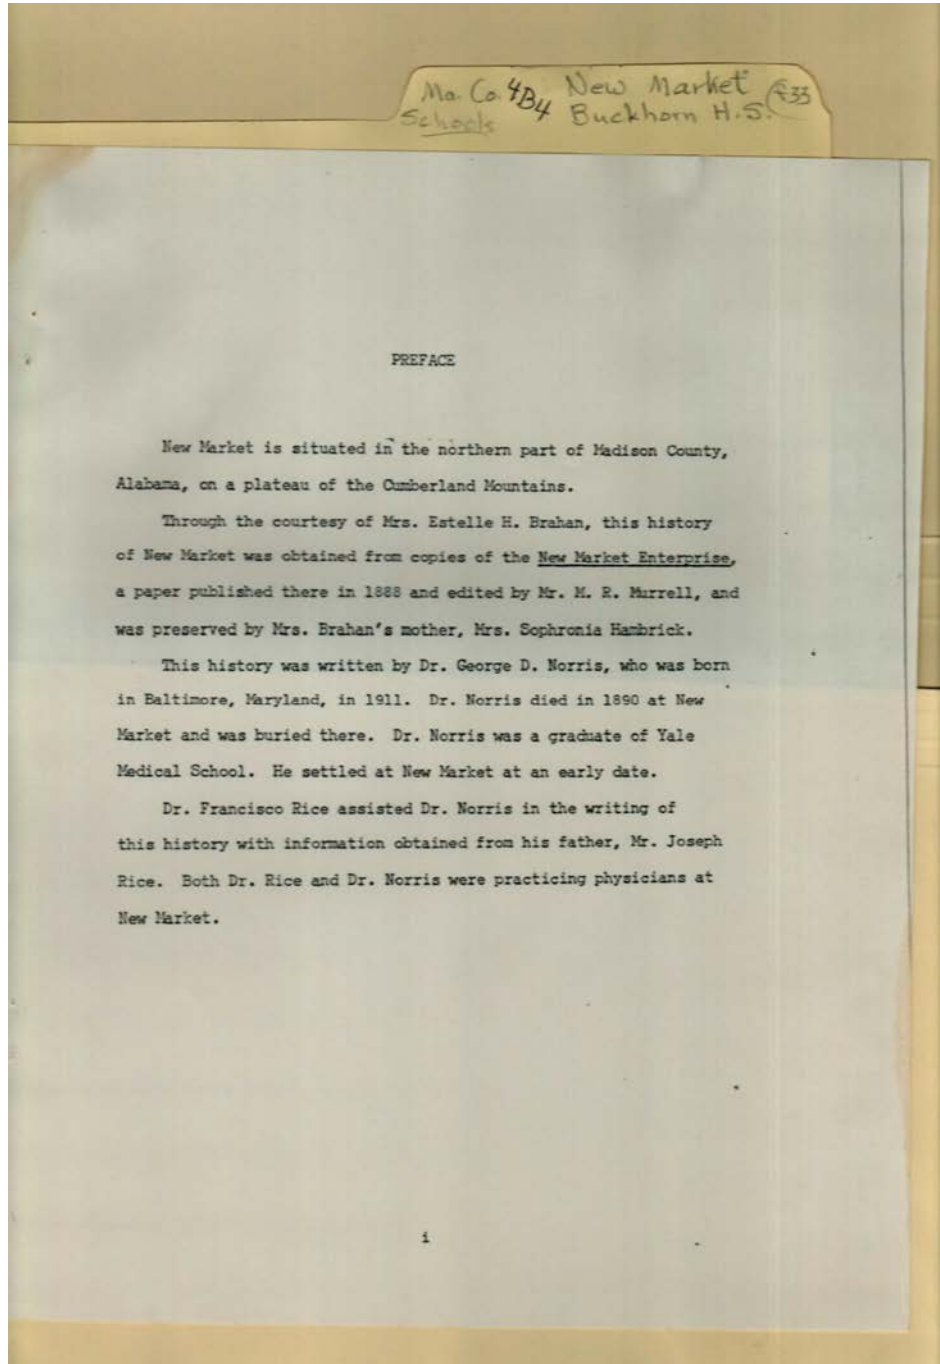 Ma. Co. 4B4 New Market f33
Schools Buckhorn H.S.
PREFACE
New Market is situated in the northern part of Madison County,
Alabama, on a plateau of the Cumberland Mountains.
Through the courtesy of Mrs. Estelle H. Brahan, this history
of New Market was obtained from copies of the New Market Enterprise,
a paper published there in 1888 and edited by Mr. M. R. Murrell, and
was preserved by Mrs. Brahan's mother, Mrs. Sophronia Hambrick.
This history was written by Dr. George D. Norris, who was born
in Baltimore, Maryland, in 1911. Dr. Norris died in 1890 at New
Market and was buried there. Dr. Norris was a graduate of Yale
Medical School. He settled at New Market at an early date.
Dr. Francisco Rice assisted Dr. Norris in the writing of
this history with information obtained from his father, Mr. Joseph
Rice. Both Dr. Rice and Dr. Norris were practicing physicians at
New Market.
i